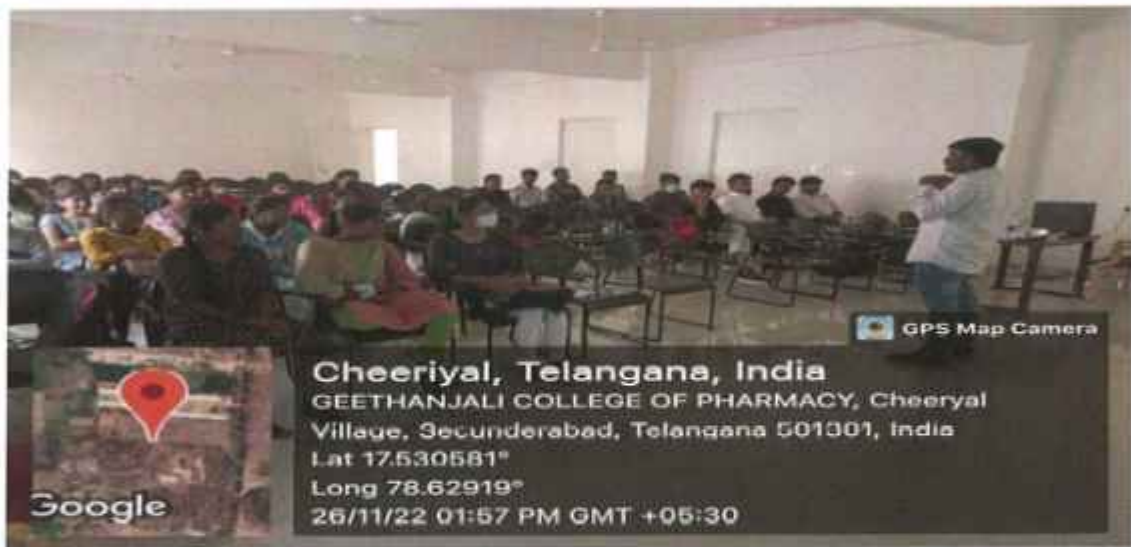 GPS Map Camera
Cheeriyal, Telangana, India
GEETHANJALI COLLEGE OF PHARMACY, Cheeryal
Village, Secunderabad, Telangana 501301, India
Lat 17.530581°
Long 78.62919°
26/11/22 01:57 PM GMT +05:30
Google